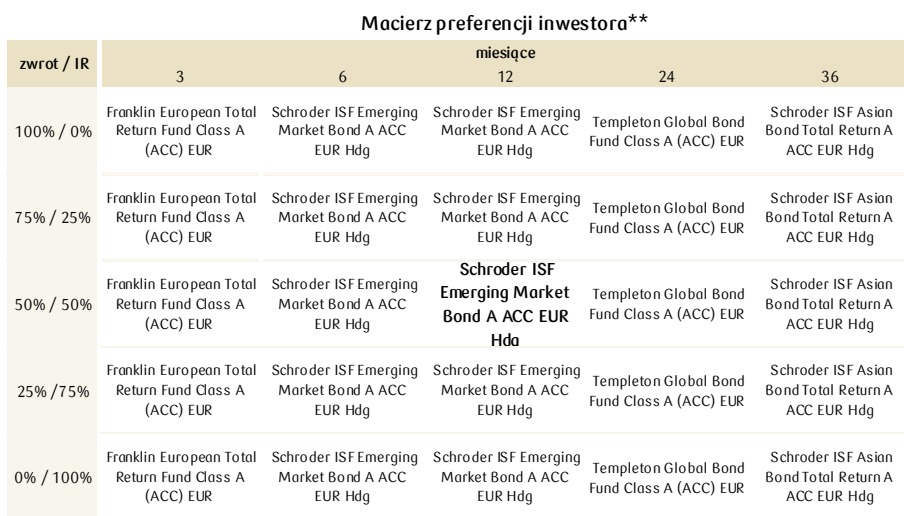 Macierz preferencji inwestora**
zwrot / IR
miesiące
3 6 12 24 36
100% / 0%
Franklin European Total
Return Fund Class A
(ACC) EUR
Schroder ISF Emerging
Market Bond A ACC
EUR Hdg
Schroder ISF Emerging
Market Bond A ACC
EUR Hdg
Templeton Global Bond
Fund Class A (ACC) EUR
Schroder ISF Asian
Bond Total Return A
ACC EUR Hdg
75% / 25%
Franklin European Total
Return Fund Class A
(ACC) EUR
Schroder ISF Emerging
Market Bond A ACC
EUR Hdg
Schroder ISF Emerging
Market Bond A ACC
EUR Hdg
Templeton Global Bond
Fund Class A (ACC) EUR
Schroder ISF Asian
Bond Total Return A
ACC EUR Hdg
50% / 50%
Franklin European Total
Return Fund Class A
(ACC) EUR
Schroder ISF Emerging
Market Bond A ACC
EUR Hdg
Schroder ISF
Emerging Market
Bond A ACC EUR
Hdg
Templeton Global Bond
Fund Class A (ACC) EUR
Schroder ISF Asian
Bond Total Return A
ACC EUR Hdg
25% /75%
Franklin European Total
Return Fund Class A
(ACC) EUR
Schroder ISF Emerging
Market Bond A ACC
EUR Hdg
Schroder ISF Emerging
Market Bond A ACC
EUR Hdg
Templeton Global Bond
Fund Class A (ACC) EUR
Schroder ISF Asian
Bond Total Return A
ACC EUR Hdg
0% / 100%
Franklin European Total
Return Fund Class A
(ACC) EUR
Schroder ISF Emerging
Market Bond A ACC
EUR Hdg
Schroder ISF Emerging
Market Bond A ACC
EUR Hdg
Templeton Global Bond
Fund Class A (ACC) EUR
Schroder ISF Asian
Bond Total Return A
ACC EUR Hdg